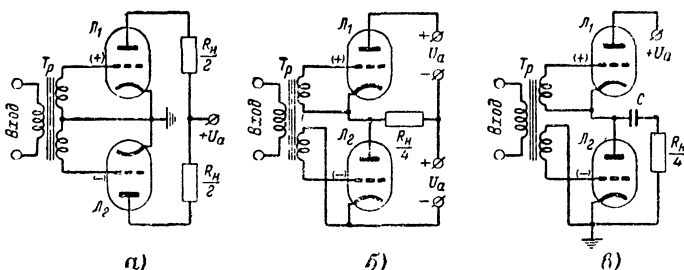 Вход
Тр
Л₁
(+)
Rн/2
+Uа
Rн/2
(-)
Л₂
а)
Вход
Тр
Л₁
(+)
+
Uа
-
Rн/4
Л₂
(-)
+
Uа
-
б)
Вход
Тр
Л₁
(+)
+Uа
C
Rн/4
Л₂
(-)
в)